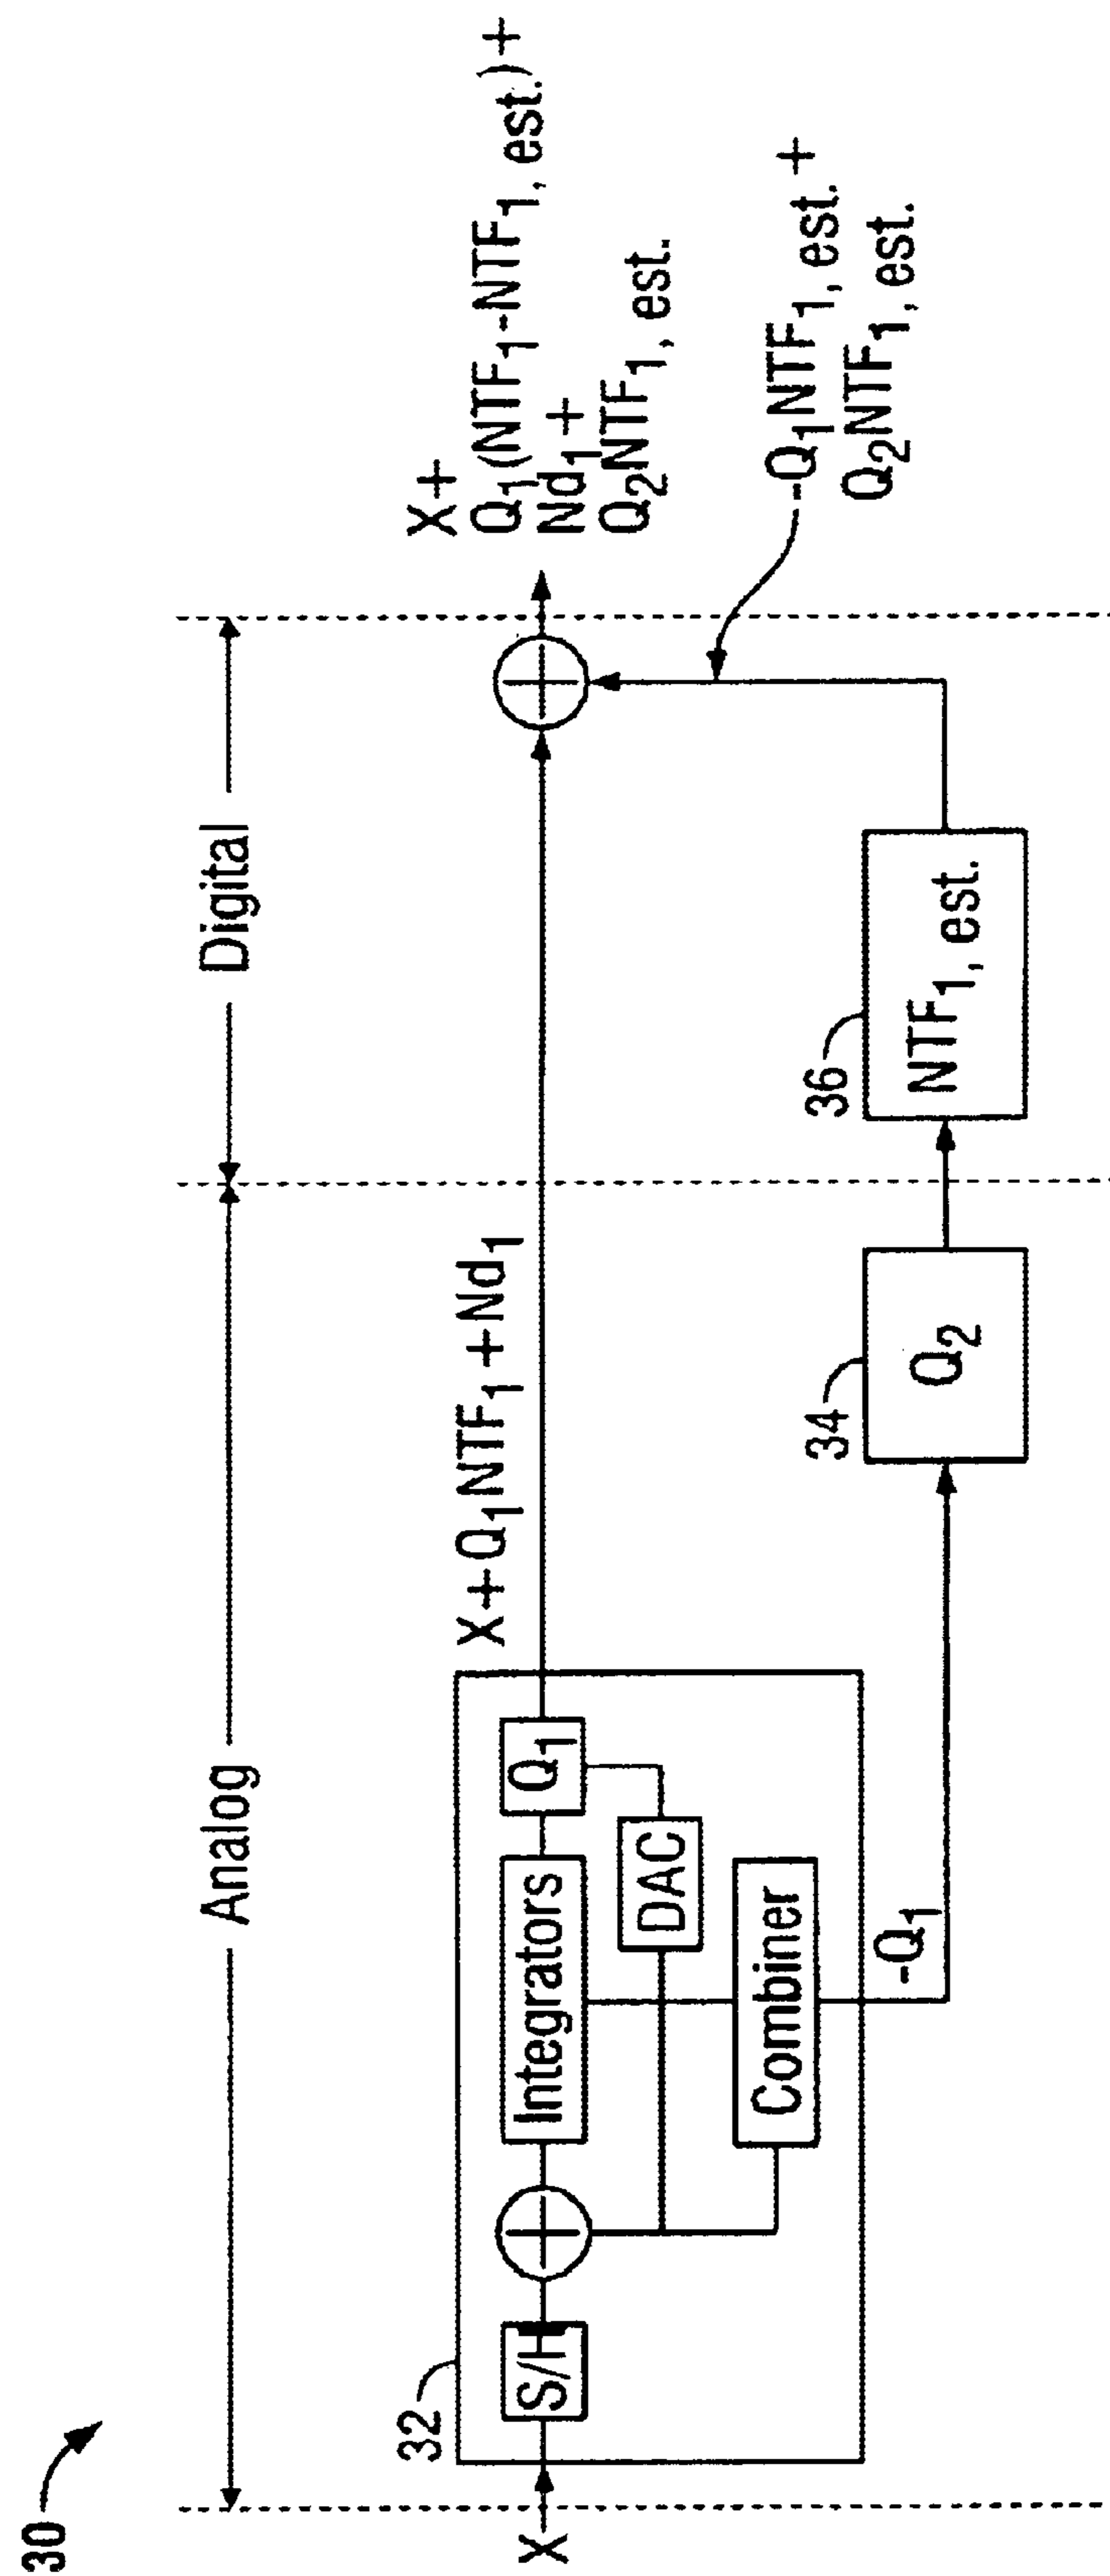 30
Analog
Digital
X
32
S/H
Integrators
Q1
DAC
Combiner
X+Q1NTF1+Nd1
-Q1
34
Q2
36
NTF1, est.
X+
Q1(NTF1-NTF1, est.)+
Nd1+
Q2NTF1, est.
-Q1NTF1, est.+
Q2NTF1, est.